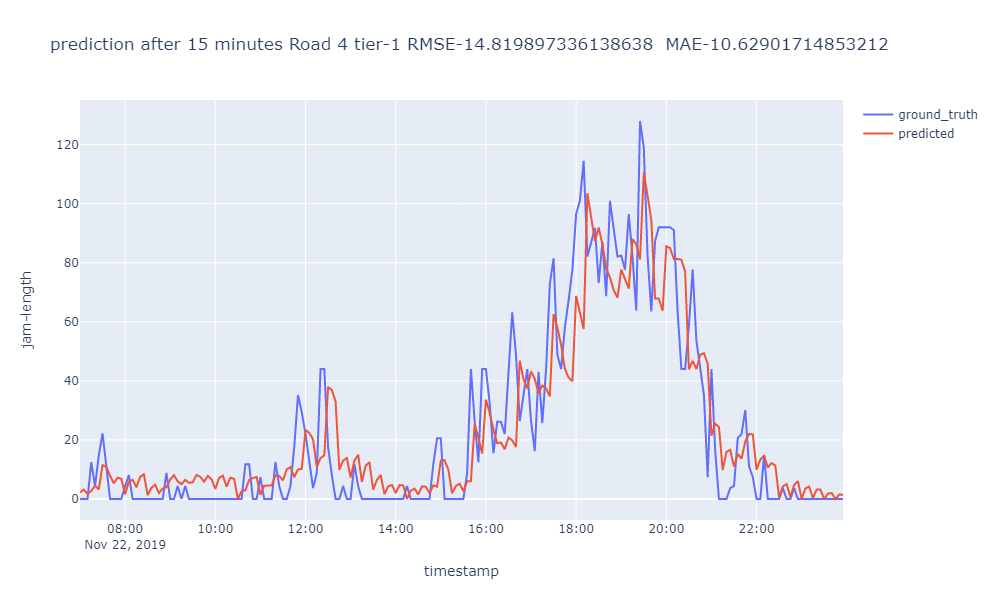 prediction after 15 minutes Road 4 tier-1 RMSE-14.819897336138638  MAE-10.62901714853212
ground_truth
predicted
120
100
80
60
40
20
0
jam-length
08:00 10:00 12:00 14:00 16:00 18:00 20:00 22:00
Nov 22, 2019
timestamp